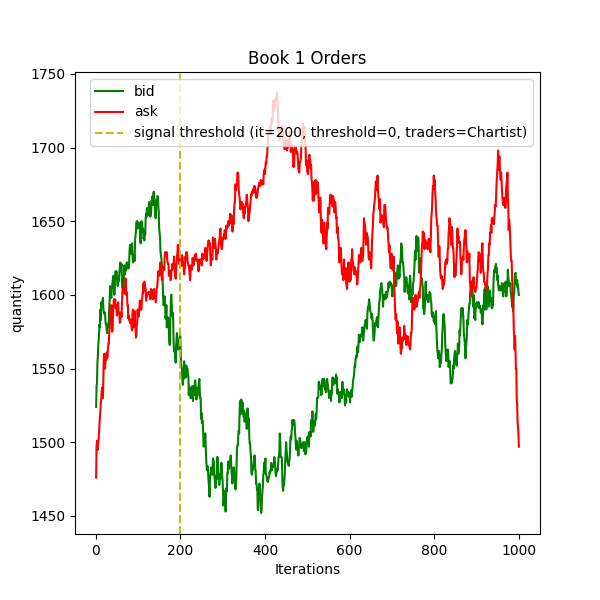 Book 1 Orders
bid
ask
signal threshold (it=200, threshold=0, traders=Chartist)
quantity
1750
1700
1650
1600
1550
1500
1450
0 200 400 600 800 1000
Iterations